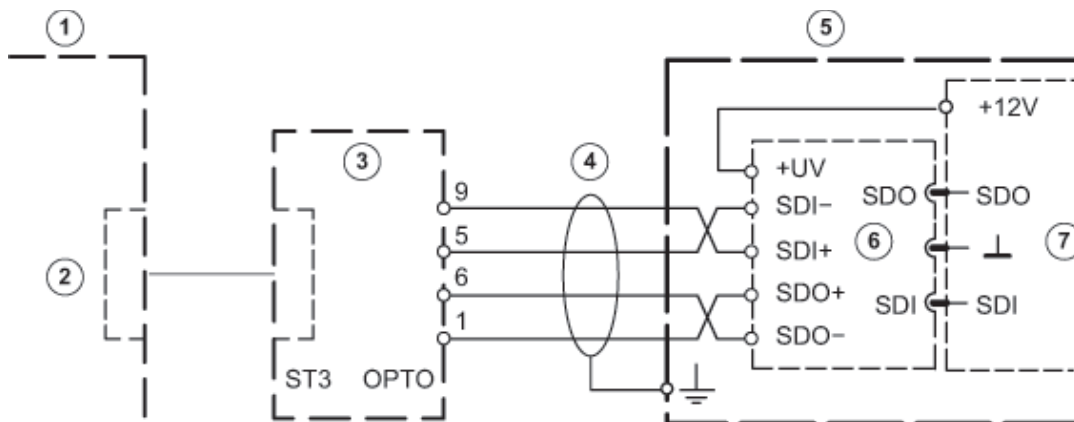 1
5
+12V
3
4
+UV
9
SDI−
SDO
SDO
5
SDI+
6
7
2
6
SDO+
SDI
SDI
1
SDO−
ST3 OPTO